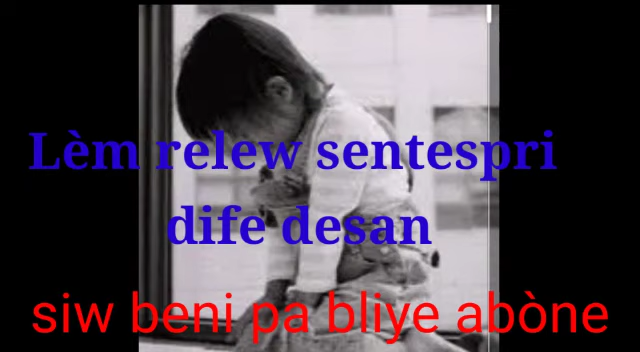 Lèm relew sentespri
dife desan
siw beni pa bliye abòne